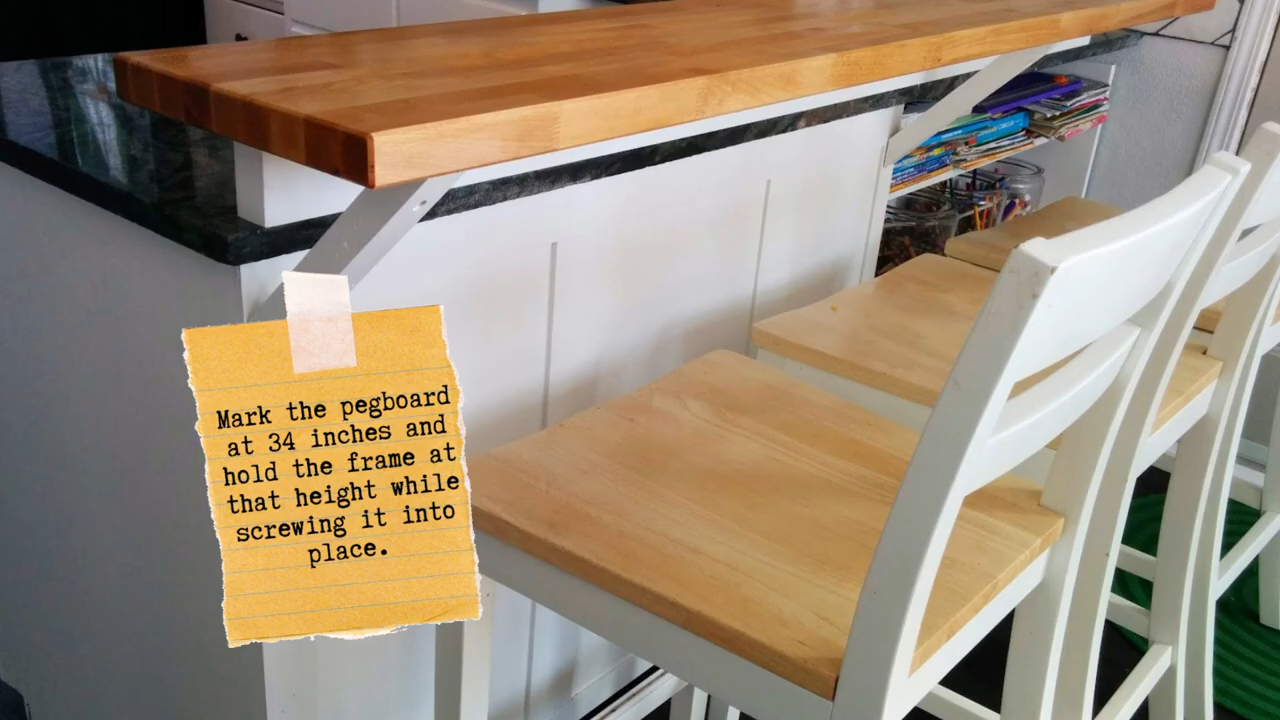 Mark the pegboard
at 34 inches and
hold the frame at
that height while
screwing it into
place.